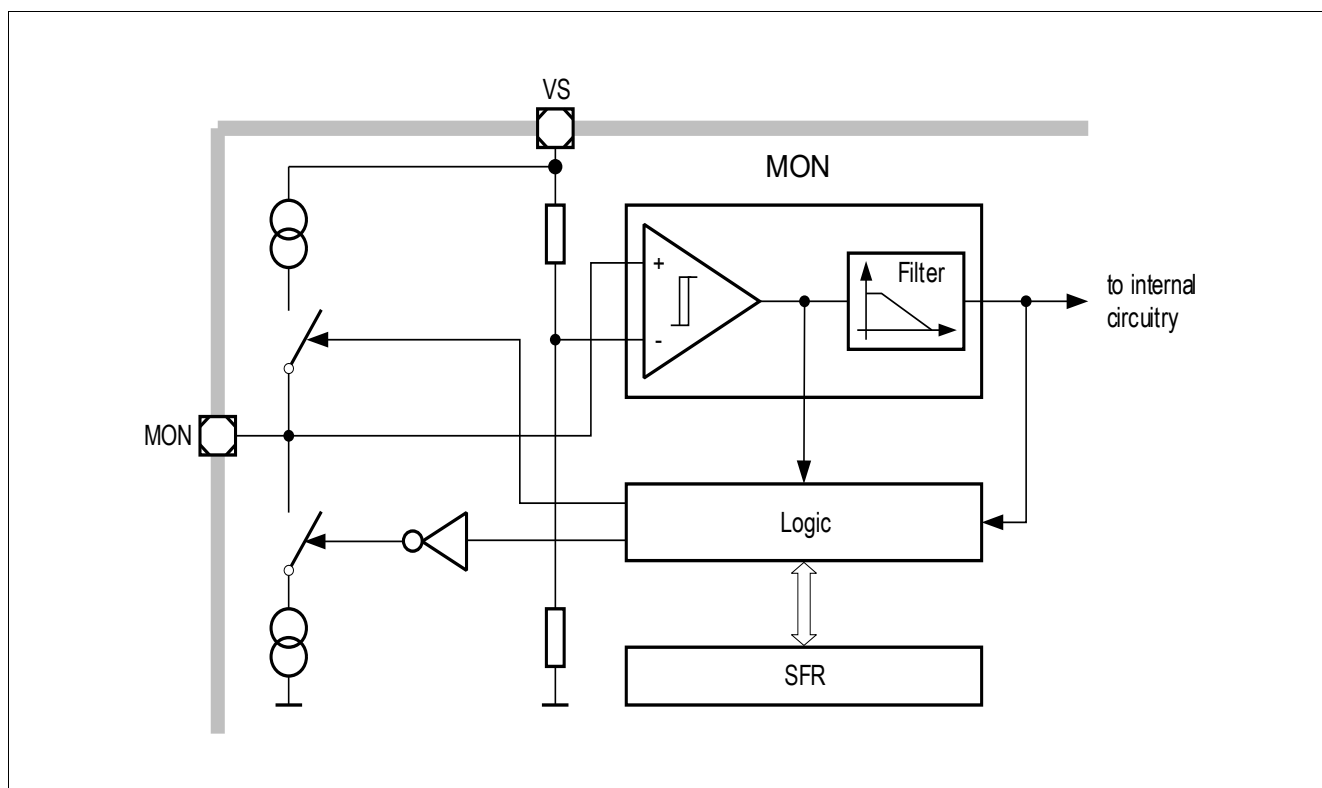 VS
MON
+
-
Filter
to internal
circuitry
MON
Logic
SFR